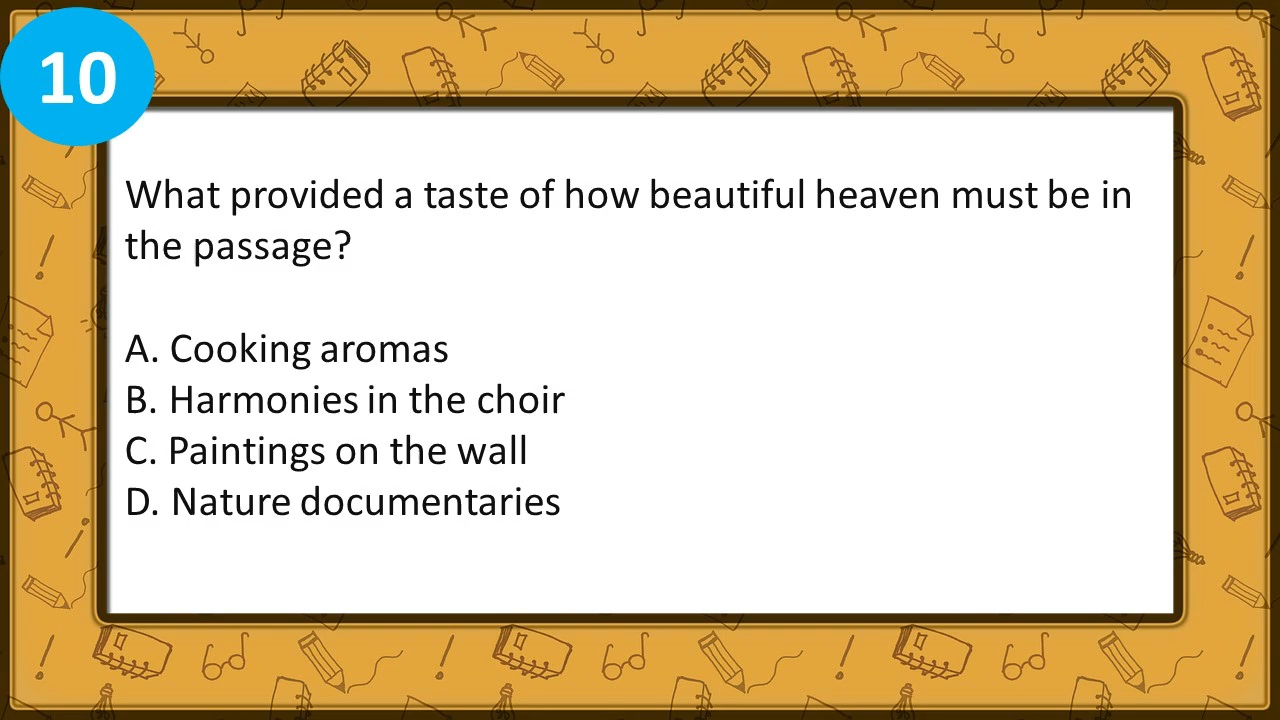 10
What provided a taste of how beautiful heaven must be in
the passage?
A. Cooking aromas
B. Harmonies in the choir
C. Paintings on the wall
D. Nature documentaries